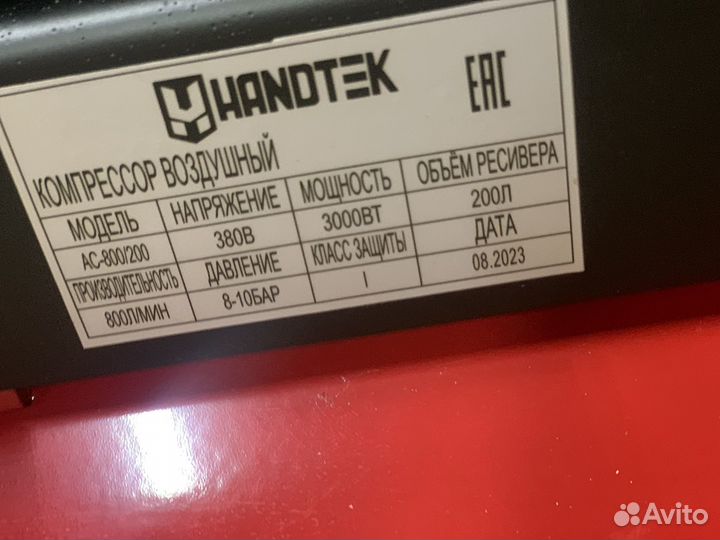 HANDTEK
EAC
КОМПРЕССОР ВОЗДУШНЫЙ
МОДЕЛЬ НАПРЯЖЕНИЕ МОЩНОСТЬ ОБЪЁМ РЕСИВЕРА
AC-800/200 380В 3000ВТ 200Л
ПРОИЗВОДИТЕЛЬНОСТЬ ДАВЛЕНИЕ КЛАСС ЗАЩИТЫ ДАТА
800Л/МИН 8-10БАР I 08.2023
Avito